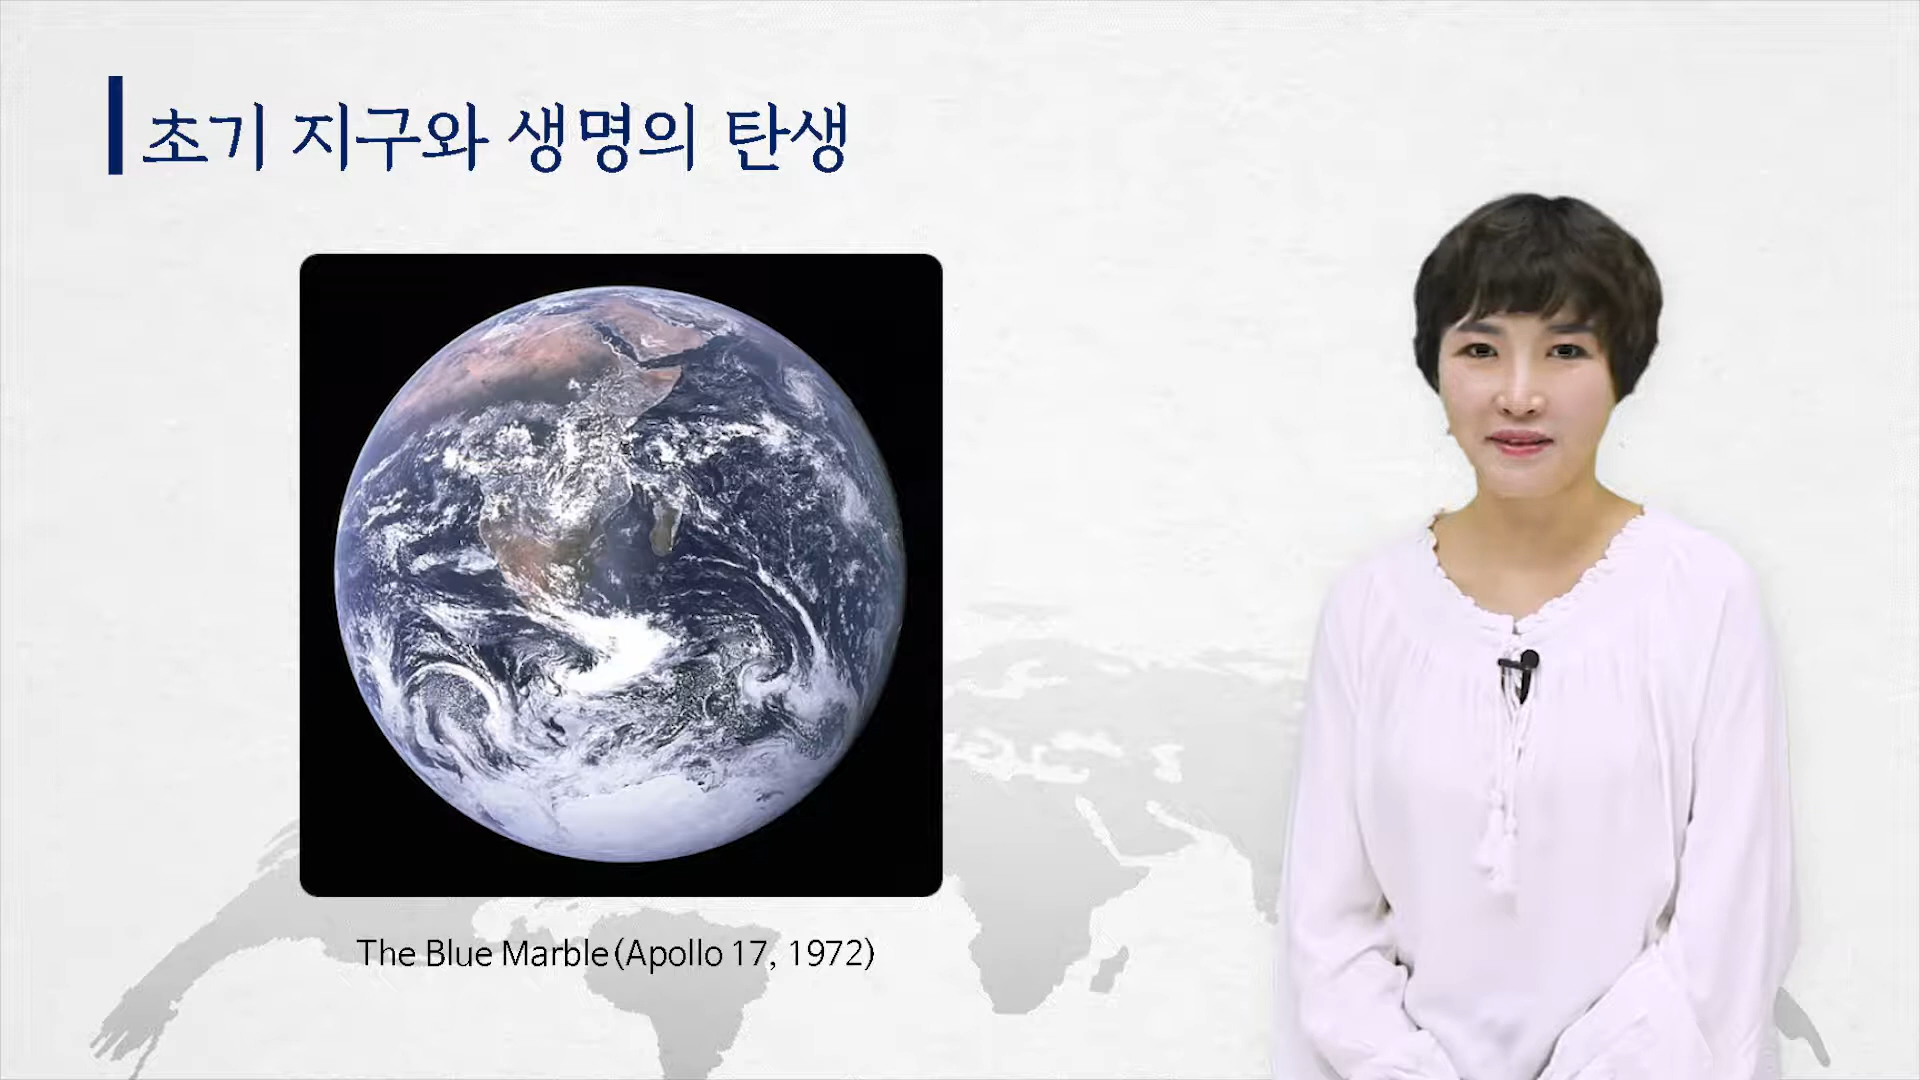 초기 지구와 생명의 탄생
The Blue Marble(Apollo 17, 1972)